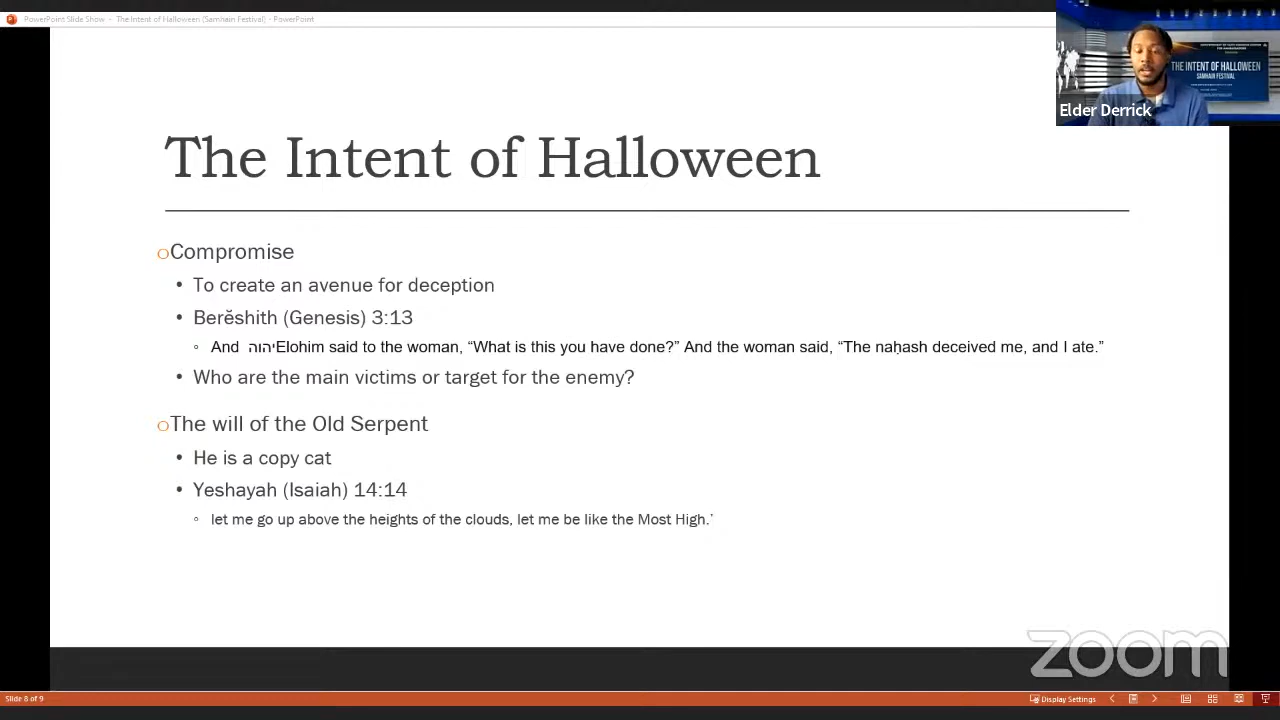 PowerPoint Slide Show - The Intent of Halloween (Samhain Festival) - PowerPoint
THE INTENT OF HALLOWEEN
SAMHAIN FESTIVAL
Elder Derrick
The Intent of Halloween
Compromise
• To create an avenue for deception
• Berĕshith (Genesis) 3:13
◦ And יהוה Elohim said to the woman, “What is this you have done?” And the woman said, “The naḥash deceived me, and I ate.”
• Who are the main victims or target for the enemy?
The will of the Old Serpent
• He is a copy cat
• Yeshayah (Isaiah) 14:14
◦ let me go up above the heights of the clouds, let me be like the Most High.’
zoom
Slide 8 of 9
Display Settings